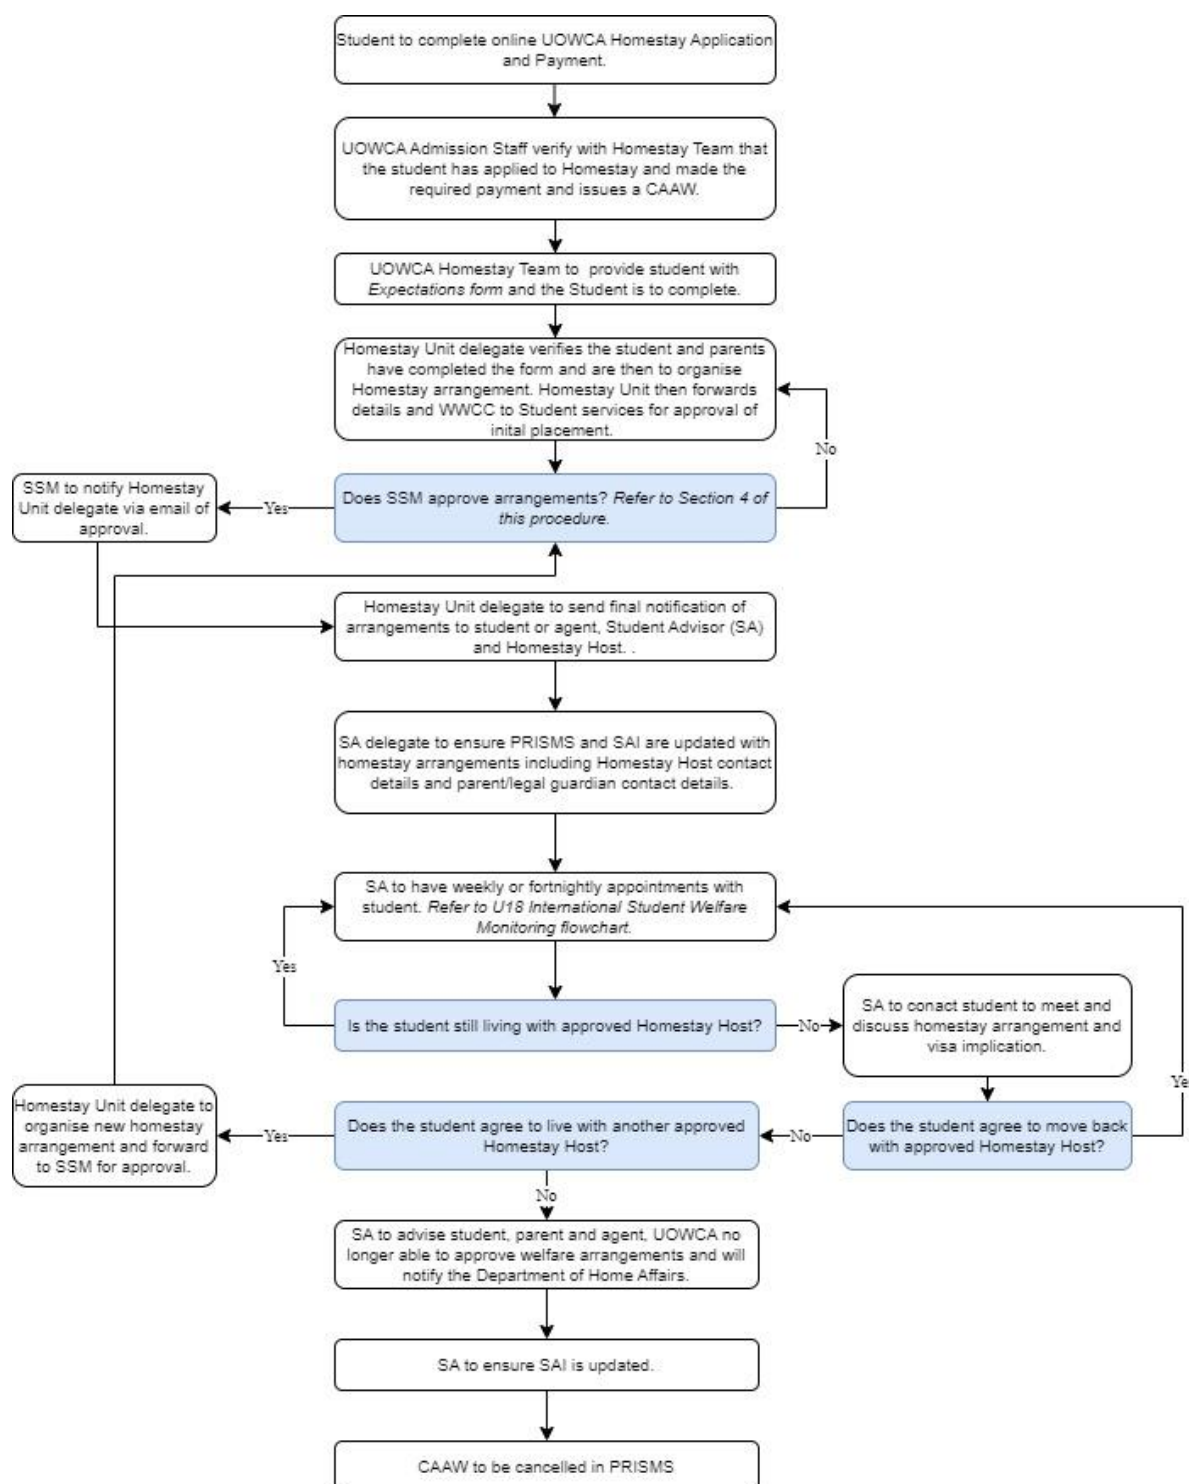 Student to complete online UOWCA Homestay Application
and Payment.
UOWCA Admission Staff verify with Homestay Team that
the student has applied to Homestay and made the
required payment and issues a CAAW.
UOWCA Homestay Team to provide student with
Expectations form and the Student is to complete.
Homestay Unit delegate verifies the student and parents
have completed the form and are then to organise
Homestay arrangement. Homestay Unit then forwards
details and WWCC to Student services for approval of
inital placement.
No
SSM to notify Homestay
Unit delegate via email of
approval.
Yes
Does SSM approve arrangements? Refer to Section 4 of
this procedure.
Homestay Unit delegate to send final notification of
arrangements to student or agent, Student Advisor (SA)
and Homestay Host. .
SA delegate to ensure PRISMS and SAI are updated with
homestay arrangements including Homestay Host contact
details and parent/legal guardian contact details.
SA to have weekly or fortnightly appointments with
student. Refer to U18 International Student Welfare
Monitoring flowchart.
Yes
Is the student still living with approved Homestay Host?
No
SA to conact student to meet and
discuss homestay arrangement and
visa implication.
Ye
Homestay Unit delegate to
organise new homestay
arrangement and forward
to SSM for approval.
Yes
Does the student agree to live with another approved
Homestay Host?
No
Does the student agree to move back
with approved Homestay Host?
No
SA to advise student, parent and agent, UOWCA no
longer able to approve welfare arrangements and will
notify the Department of Home Affairs.
SA to ensure SAI is updated.
CAAW to be cancelled in PRISMS